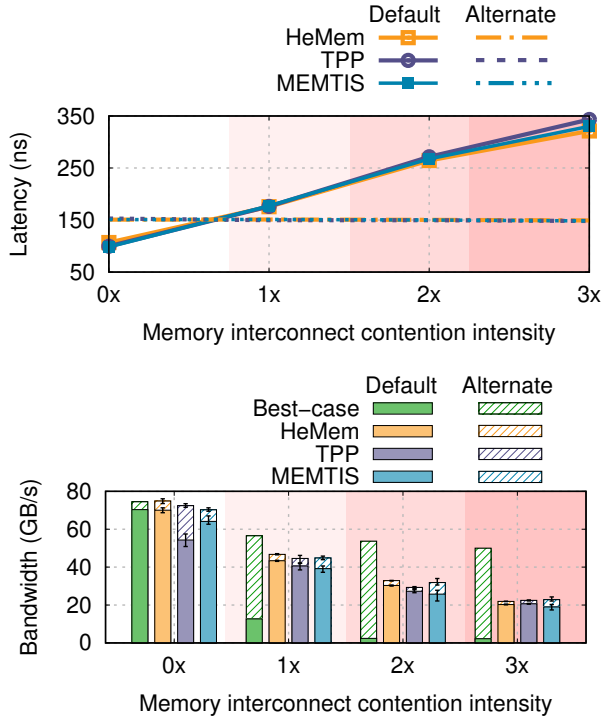 Default Alternate
HeMem
TPP
MEMTIS
350
250
150
50
Latency (ns)
0x 1x 2x 3x
Memory interconnect contention intensity
Default Alternate
Best−case
HeMem
TPP
MEMTIS
80
60
40
20
0
Bandwidth (GB/s)
0x 1x 2x 3x
Memory interconnect contention intensity